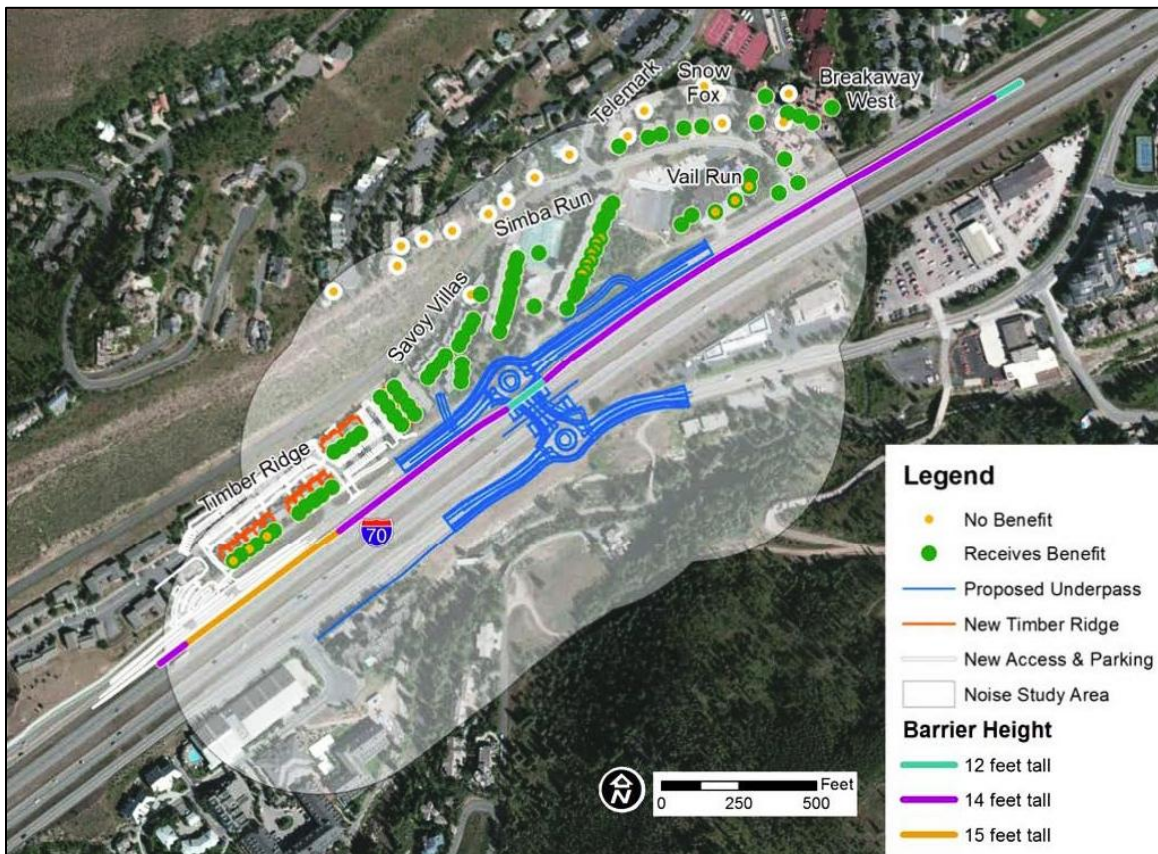 Telemark
Snow
Fox
Breakaway
West
Vail Run
Simba Run
Savoy Villas
Timber Ridge
70
N
Feet
0 250 500
Legend
No Benefit
Receives Benefit
Proposed Underpass
New Timber Ridge
New Access & Parking
Noise Study Area
Barrier Height
12 feet tall
14 feet tall
15 feet tall